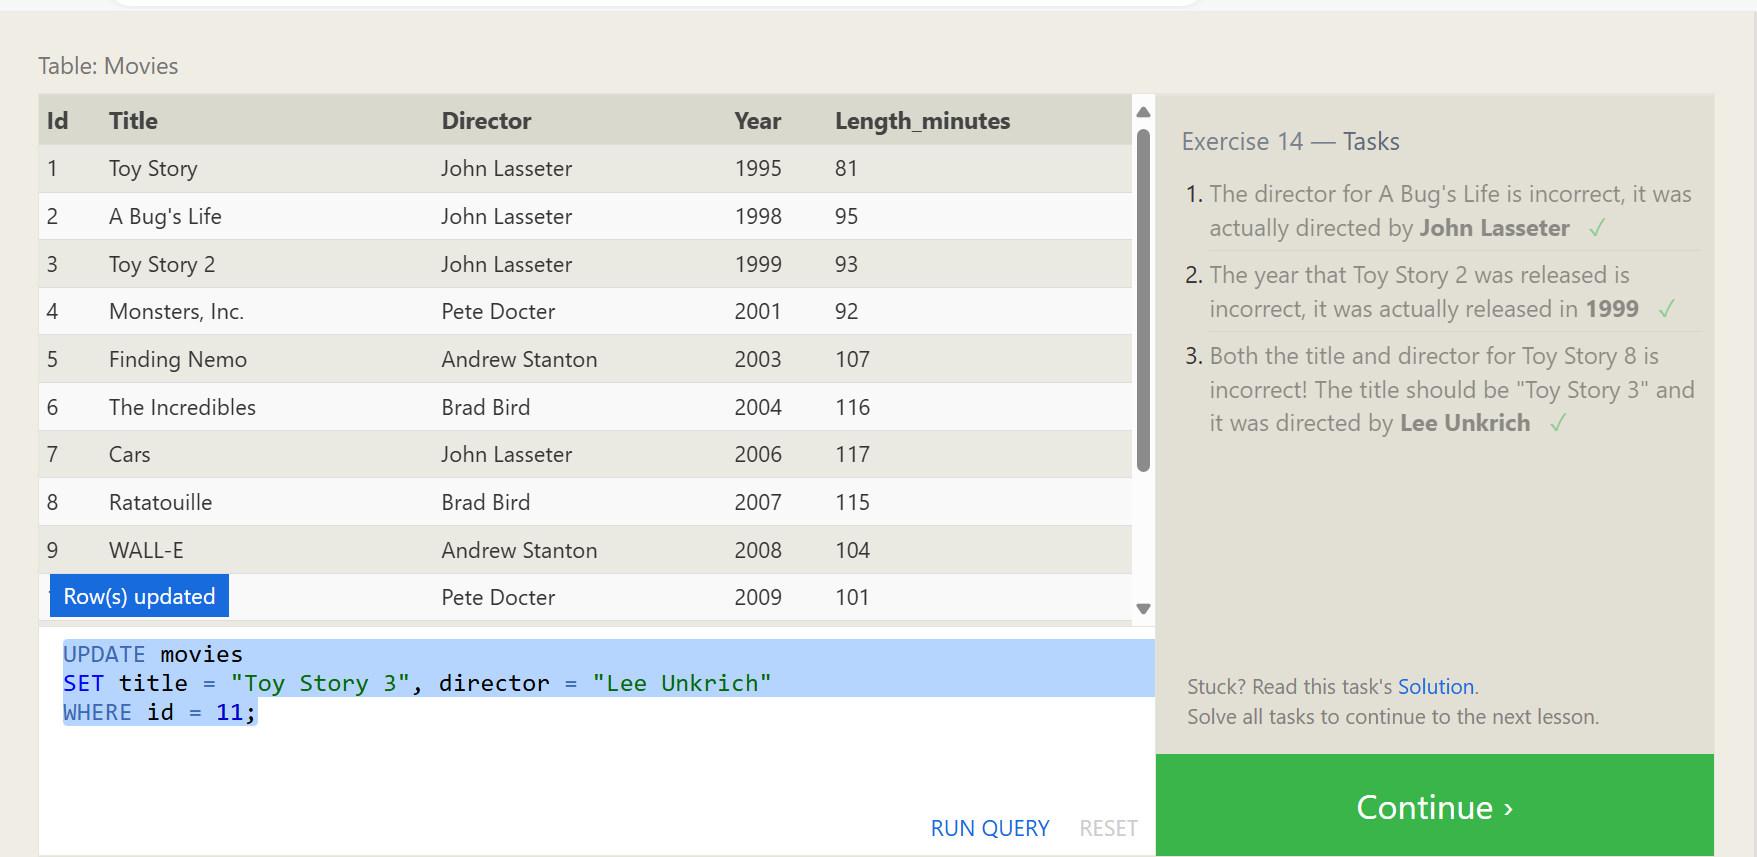 Table: Movies
Id Title Director Year Length_minutes
1 Toy Story John Lasseter 1995 81
2 A Bug's Life John Lasseter 1998 95
3 Toy Story 2 John Lasseter 1999 93
4 Monsters, Inc. Pete Docter 2001 92
5 Finding Nemo Andrew Stanton 2003 107
6 The Incredibles Brad Bird 2004 116
7 Cars John Lasseter 2006 117
8 Ratatouille Brad Bird 2007 115
9 WALL-E Andrew Stanton 2008 104
Pete Docter 2009 101
Row(s) updated
UPDATE movies
SET title = "Toy Story 3", director = "Lee Unkrich"
WHERE id = 11;
RUN QUERY RESET
Exercise 14 — Tasks
1. The director for A Bug's Life is incorrect, it was
actually directed by John Lasseter ✓
2. The year that Toy Story 2 was released is
incorrect, it was actually released in 1999 ✓
3. Both the title and director for Toy Story 8 is
incorrect! The title should be "Toy Story 3" and
it was directed by Lee Unkrich ✓
Stuck? Read this task's Solution.
Solve all tasks to continue to the next lesson.
Continue ›